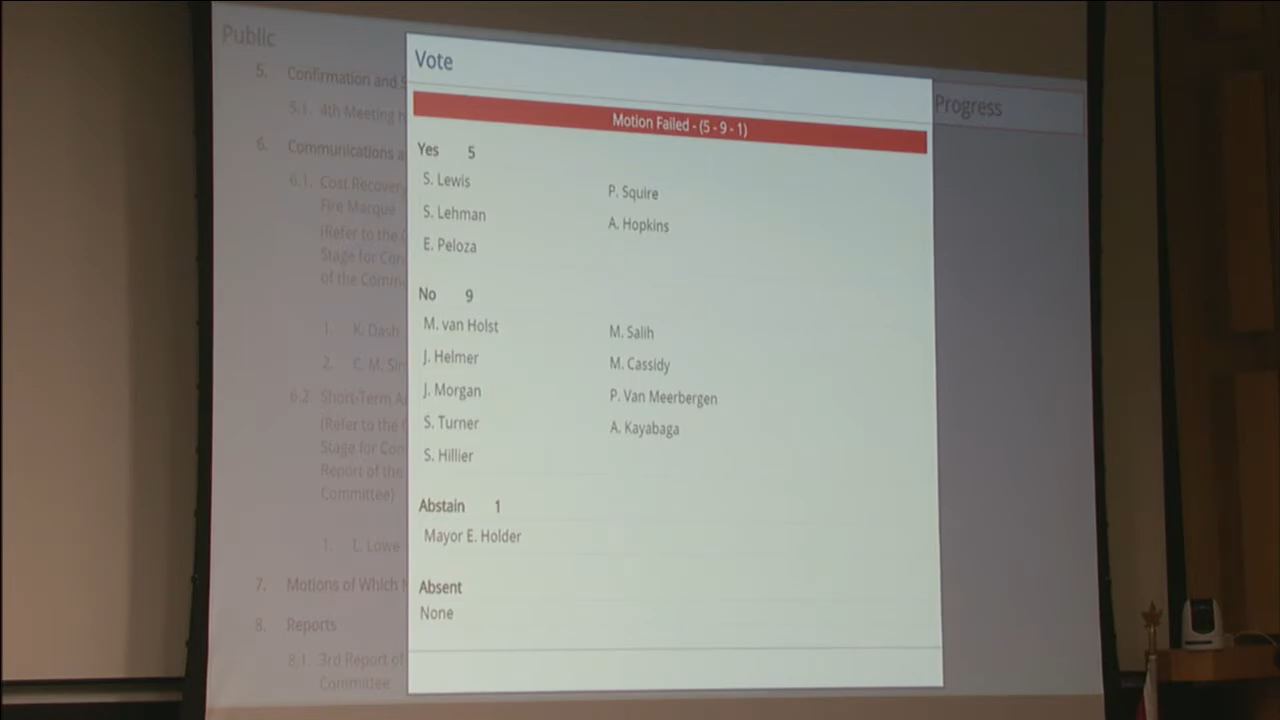 Public
5. Confirmation and
5.1. 4th Meeting
6. Communications
6.1. Cost Recovery
Fire Marque
(Refer to the
Stage for
of the
1. K. Dash
2. C. M.
6.2. Short-Term
(Refer to the
Stage for
Report of the
Committee)
1. L. Lowe
7. Motions of Which
8. Reports
8.1. 3rd Report of
Committee
Vote
Motion Failed - (5 - 9 - 1)
Yes 5
S. Lewis
P. Squire
S. Lehman
A. Hopkins
E. Peloza
No 9
M. van Holst
M. Salih
J. Helmer
M. Cassidy
J. Morgan
P. Van Meerbergen
S. Turner
A. Kayabaga
S. Hillier
Abstain 1
Mayor E. Holder
Absent
None
Progress